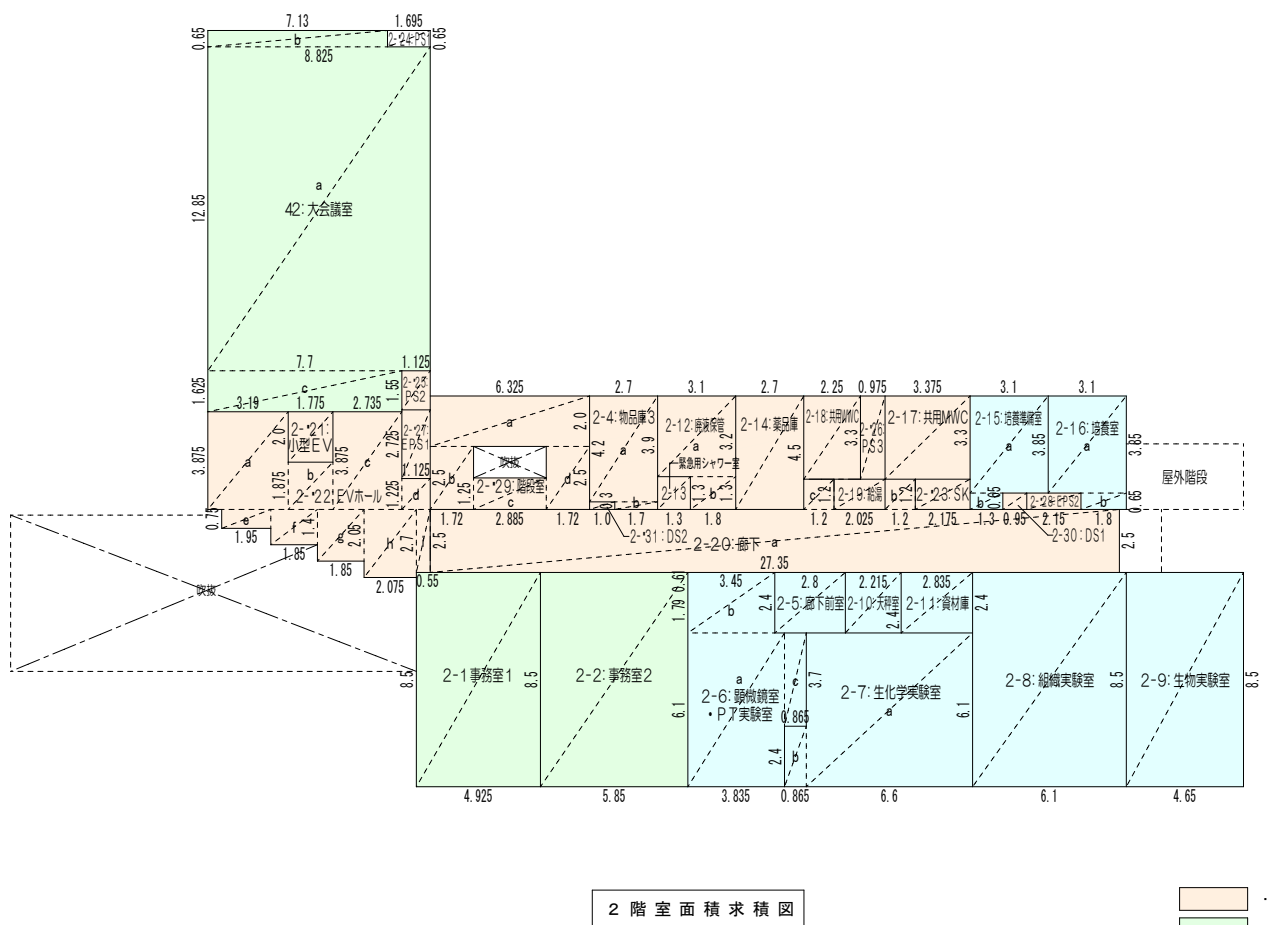 7.13
1.695
0.65
b
2-24:PS1
0.65
8.825
12.85
a
42:大会議室
7.7
1.125
1.625
c
1.55
2-25:
PS2
3.19
1.775
2.735
3.875
a
2.0
2-21:
小型EV
b
1.875
3.875
c
2-22:EVホール
2.725
2-27:
EPS1
1.125
1.225
d
6.325
2.7
3.1
2.7
2.25
0.975
3.375
3.1
3.1
a
2.0
b
2.5
1.25
吹抜
2-29:階段室
c
d
2.5
4.2
2-4:物品庫3
a
3.9
0.3
b
2-12:廃液保管
a
3.2
緊急用シャワー室
2-13
1.3
b
1.3
2-14:薬品庫
4.5
2-18:共用MWC
3.3
2-26:
PS3
2-17:共用MWC
3.3
c
1.2
2-19:給湯
b
1.2
2-23:SK
2-15:培養準備室
a
3.85
2-16:培養室
a
3.85
b
0.65
2-28:EPS2
b
0.65
屋外階段
1.72
2.885
1.72
1.0
1.7
1.3
1.8
1.2
2.025
1.2
2.175
1.3
0.95
2.15
1.8
2-31:DS2
2-30:DS1
0.75
e
1.95
f
1.4
1.85
g
2.05
1.85
h
2.7
2.075
i
0.55
2.5
2-20:廊下
a
27.35
2.5
吹抜
8.5
2-1事務室1
8.5
4.925
2-2:事務室2
1.79
6.61
6.1
5.85
3.45
b
2.4
2.8
2-5:廊下前室
2.215
2-10:天秤室
2.4
2.835
2-11:資材庫
2.4
a
2-6:顕微鏡室
・P7実験室
3.835
c
3.7
0.865
2.4
b
0.865
2-7:生化学実験室
a
6.1
6.6
2-8:組織実験室
8.5
6.1
2-9:生物実験室
8.5
4.65
2階室面積求積図